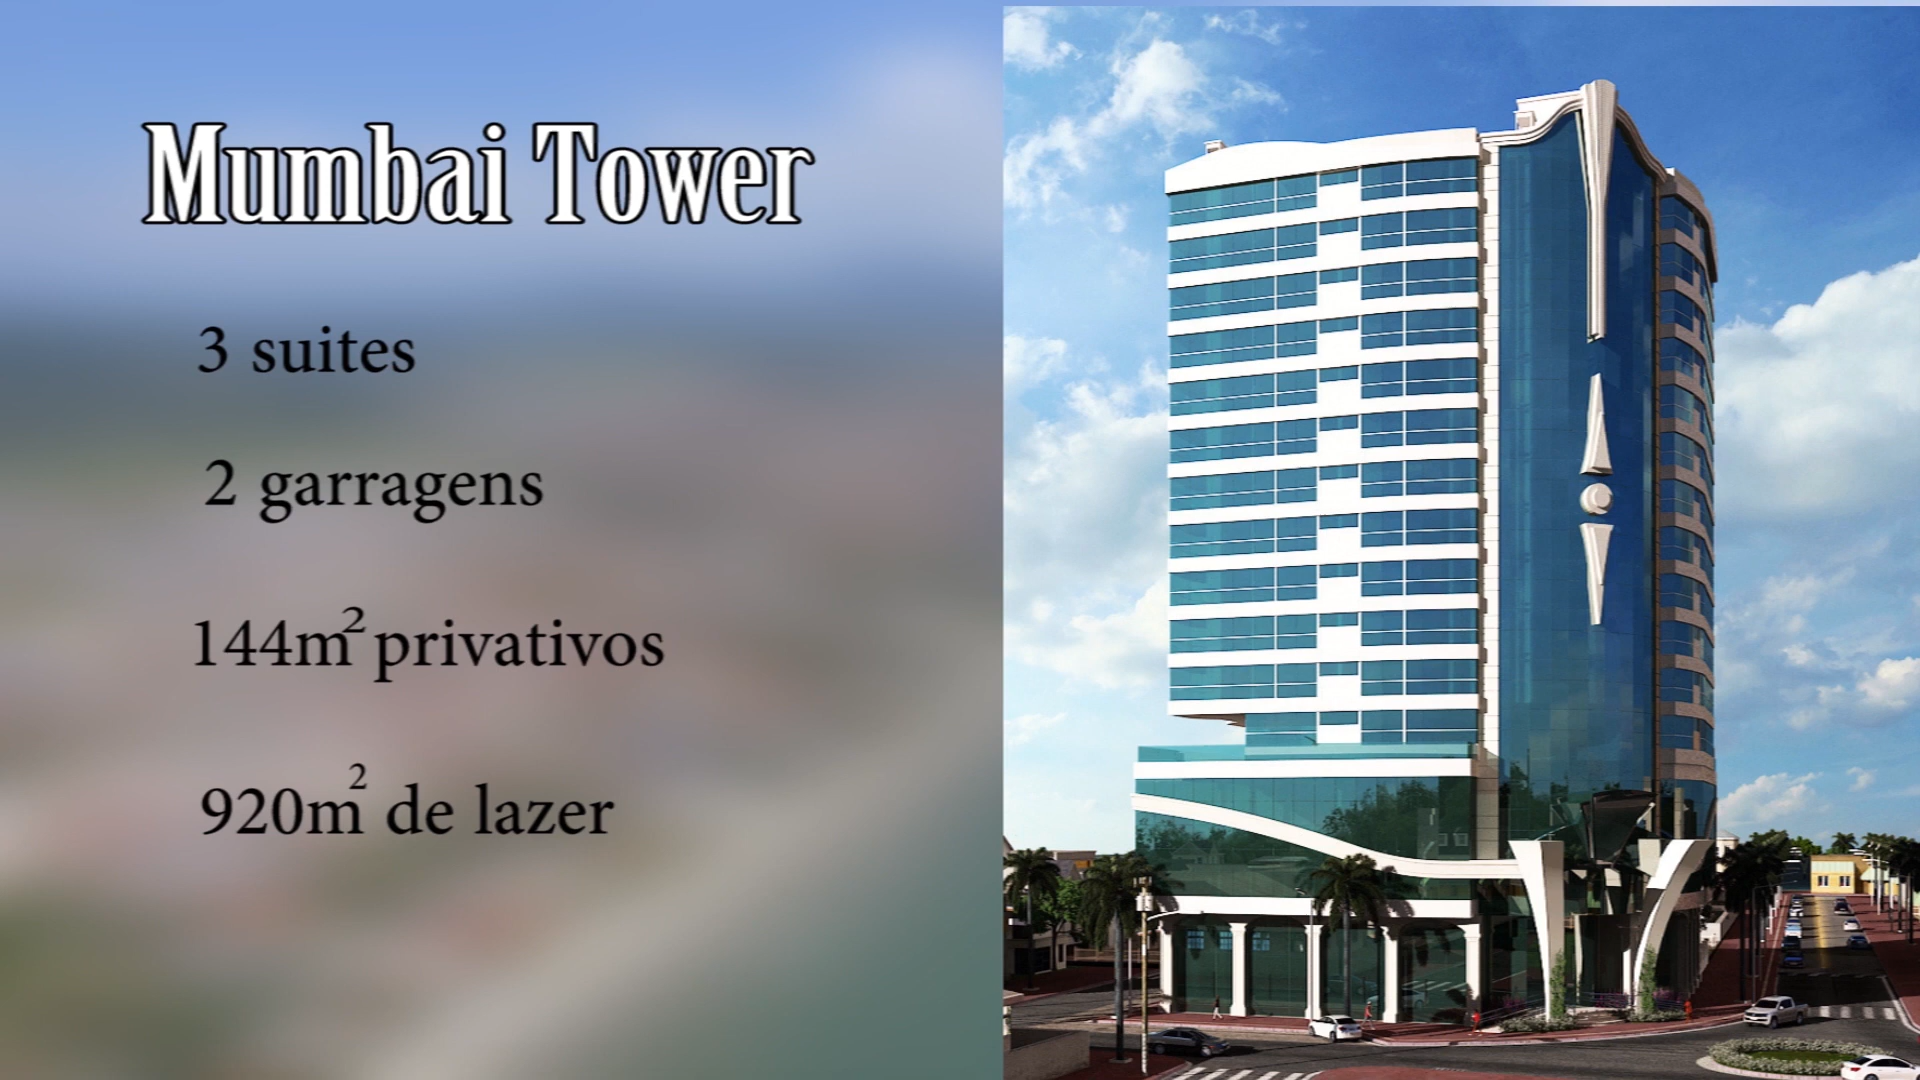 Mumbai Tower
3 suites
2 garragens
144m² privativos
920m² de lazer